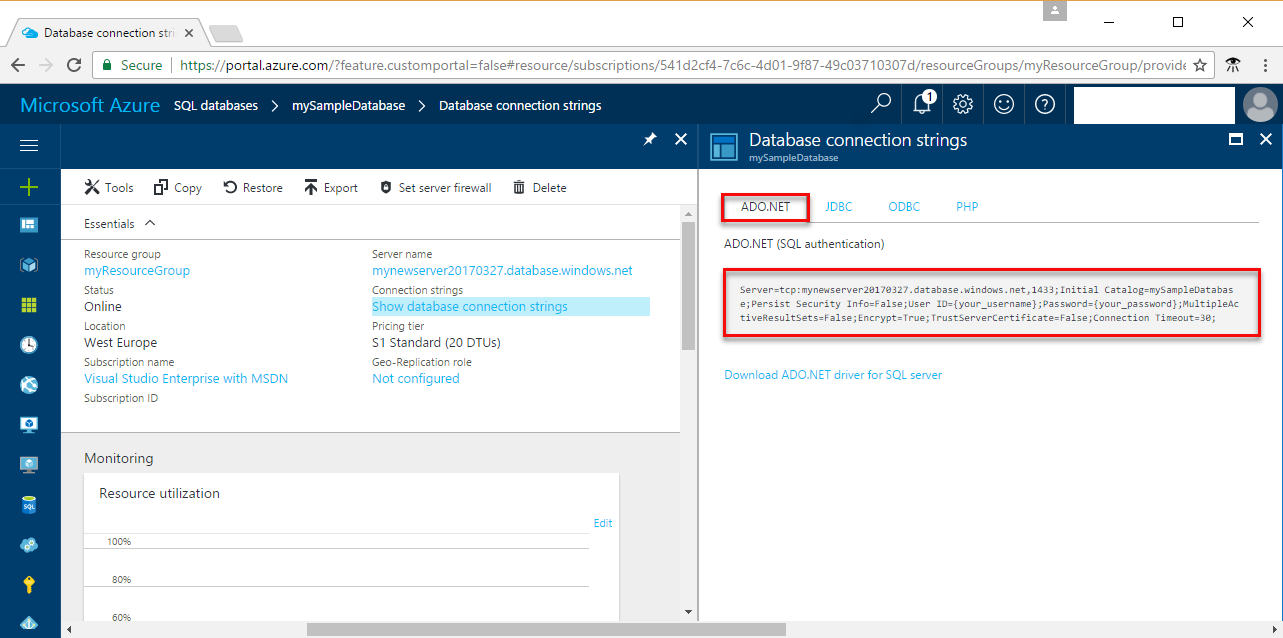 Database connection stri
Secure
https://portal.azure.com/?feature.customportal=false#resource/subscriptions/541d2cf4-7c6c-4d01-9f87-49c03710307d/resourceGroups/myResourceGroup/provide
Microsoft Azure SQL databases > mySampleDatabase > Database connection strings
1
?
Tools Copy Restore Export Set server firewall Delete
Essentials
Resource group
myResourceGroup
Status
Online
Location
West Europe
Subscription name
Visual Studio Enterprise with MSDN
Subscription ID
Server name
mynewserver20170327.database.windows.net
Connection strings
Show database connection strings
Pricing tier
S1 Standard (20 DTUs)
Geo-Replication role
Not configured
Monitoring
Resource utilization
Edit
100%
80%
60%
SQL
Database connection strings
mySampleDatabase
ADO.NET JDBC ODBC PHP
ADO.NET (SQL authentication)
Server=tcp:mynewserver20170327.database.windows.net,1433;Initial Catalog=mySampleDatabas
e;Persist Security Info=False;User ID={your_username};Password={your_password};MultipleAc
tiveResultSets=False;Encrypt=True;TrustServerCertificate=False;Connection Timeout=30;
Download ADO.NET driver for SQL server